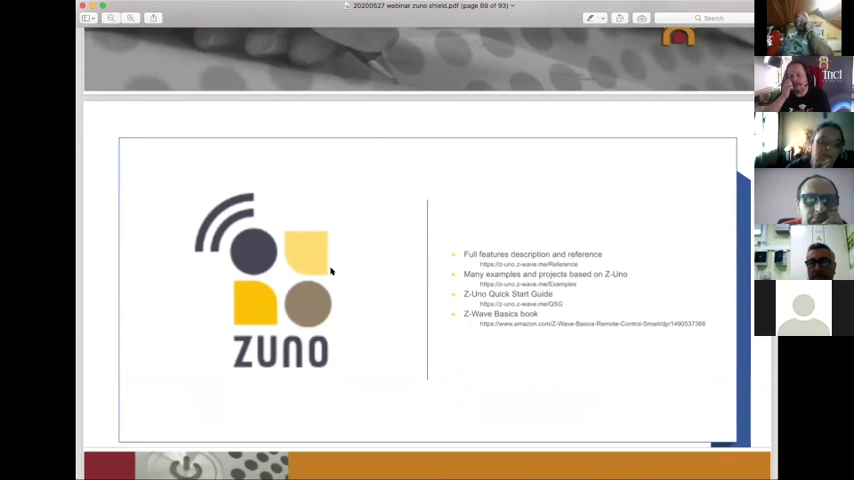 20200527 webinar zuno shield.pdf (page 89 of 93)
Search
inci
ZUNO
Full features description and reference
https://z-uno.z-wave.me/Reference
Many examples and projects based on Z-Uno
https://z-uno.z-wave.me/Examples
Z-Uno Quick Start Guide
https://z-uno.z-wave.me/QSG
Z-Wave Basics book
https://www.amazon.com/Z-Wave-Basics-Remote-Control-Smart/dp/1490537368